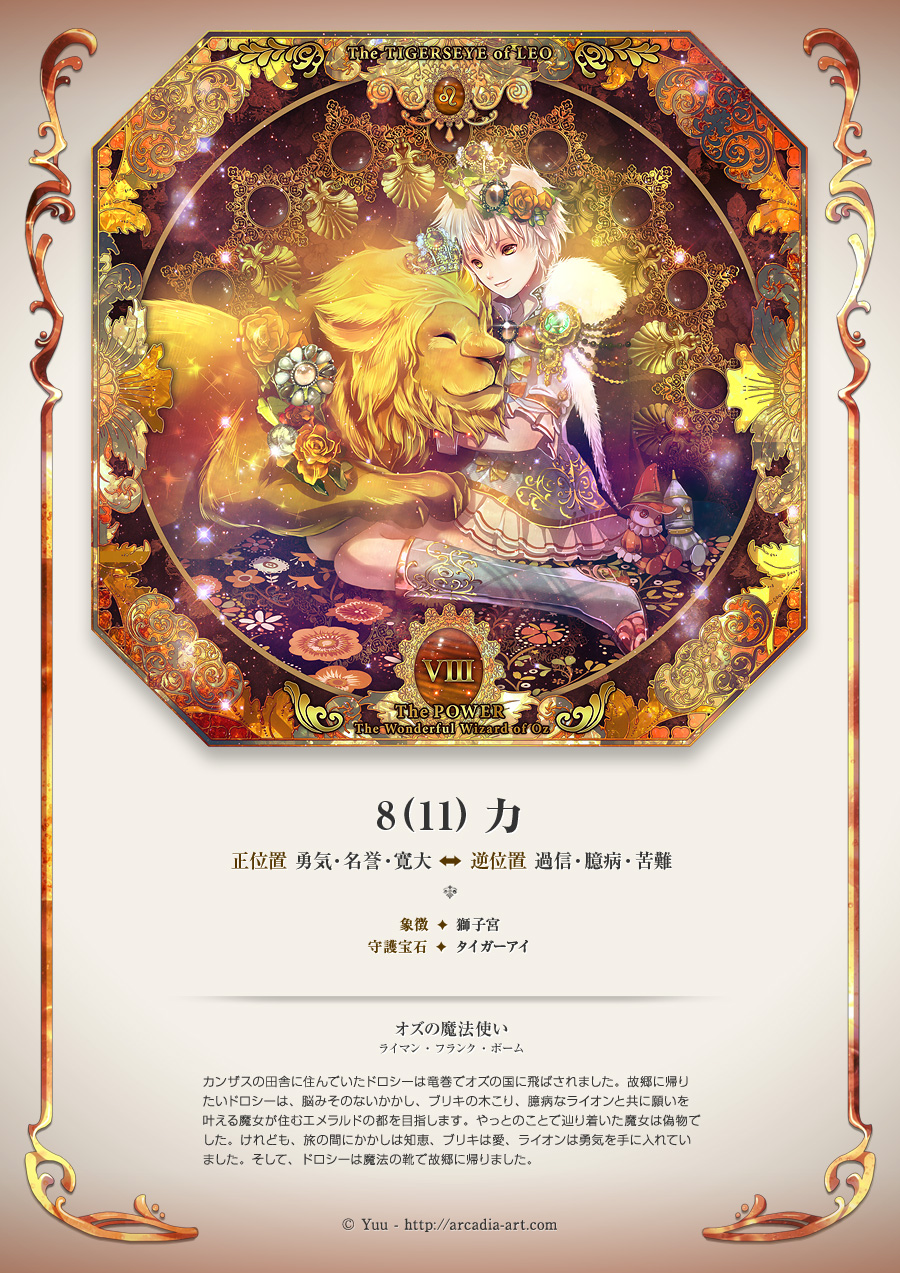 The TIGERSEYE of LEO
♌
VIII
The POWER
The Wonderful Wizard of Oz
8(11) 力
正位置 勇気・名誉・寛大 ⬌ 逆位置 過信・臆病・苦難
象徴 ✦ 獅子宮
守護宝石 ✦ タイガーアイ
オズの魔法使い
ライマン・フランク・ボーム
カンザスの田舎に住んでいたドロシーは竜巻でオズの国に飛ばされました。故郷に帰り
たいドロシーは、脳みそのないかかし、ブリキの木こり、臆病なライオンと共に願いを
叶える魔女が住むエメラルドの都を目指します。やっとのことで辿り着いた魔女は偽物で
した。けれども、旅の間にかかしは知恵、ブリキは愛、ライオンは勇気を手に入れてい
ました。そして、ドロシーは魔法の靴で故郷に帰りました。
© Yuu - http://arcadia-art.com